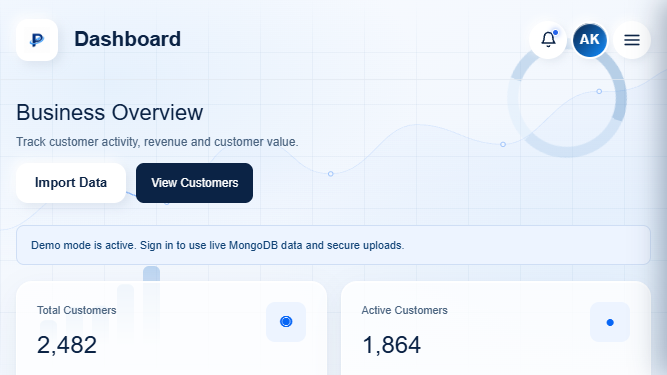 P
Dashboard
AK
Business Overview
Track customer activity, revenue and customer value.
Import Data
View Customers
Demo mode is active. Sign in to use live MongoDB data and secure uploads.
Total Customers
2,482
Active Customers
1,864